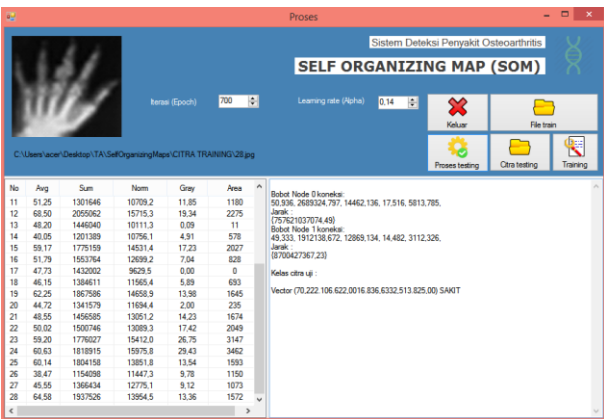 Proses
Sistem Deteksi Penyakit Osteoarthritis
SELF ORGANIZING MAP (SOM)
Iterasi (Epoch) 700 Learning rate (Alpha) 0,14
Keluar File train
C:\Users\acer\Desktop\TA\SelfOrganizingMaps\CITRA TRAINING\28.jpg
Proses testing Citra testing Training
No Avg Sum Norm Gray Area
11 51,25 1301646 10709,2 11,85 1180
12 68,50 2055062 15715,3 19,34 2275
13 48,20 1446040 10111,3 0,09 11
14 40,05 1201389 10756,1 4,91 578
15 59,17 1775159 14531,4 17,23 2027
16 51,79 1553764 12699,2 7,04 828
17 47,73 1432002 9629,5 0,00 0
18 46,15 1384611 11565,4 5,89 693
19 62,25 1867586 14658,9 13,98 1645
20 44,72 1341579 11694,4 2,00 235
21 48,55 1456585 13051,2 14,23 1674
22 50,02 1500746 13089,3 17,42 2049
23 59,20 1776027 15412,0 26,75 3147
24 60,63 1818915 15975,8 29,43 3462
25 60,14 1804158 13851,8 13,54 1593
26 38,47 1154098 11447,3 9,78 1150
27 45,55 1366434 12775,1 9,12 1073
28 64,58 1937526 13954,5 13,36 1572
Bobot Node 0 koneksi:
50,936, 2689324,797, 14462,136, 17,516, 5813,785,
Jarak :
{757621037074,49}
Bobot Node 1 koneksi:
49,333, 1912138,672, 12869,134, 14,482, 3112,326,
Jarak :
{8700427367,23}
Kelas citra uji :
Vector (70,222.106.622,0016.836,6332.513.825,00) SAKIT